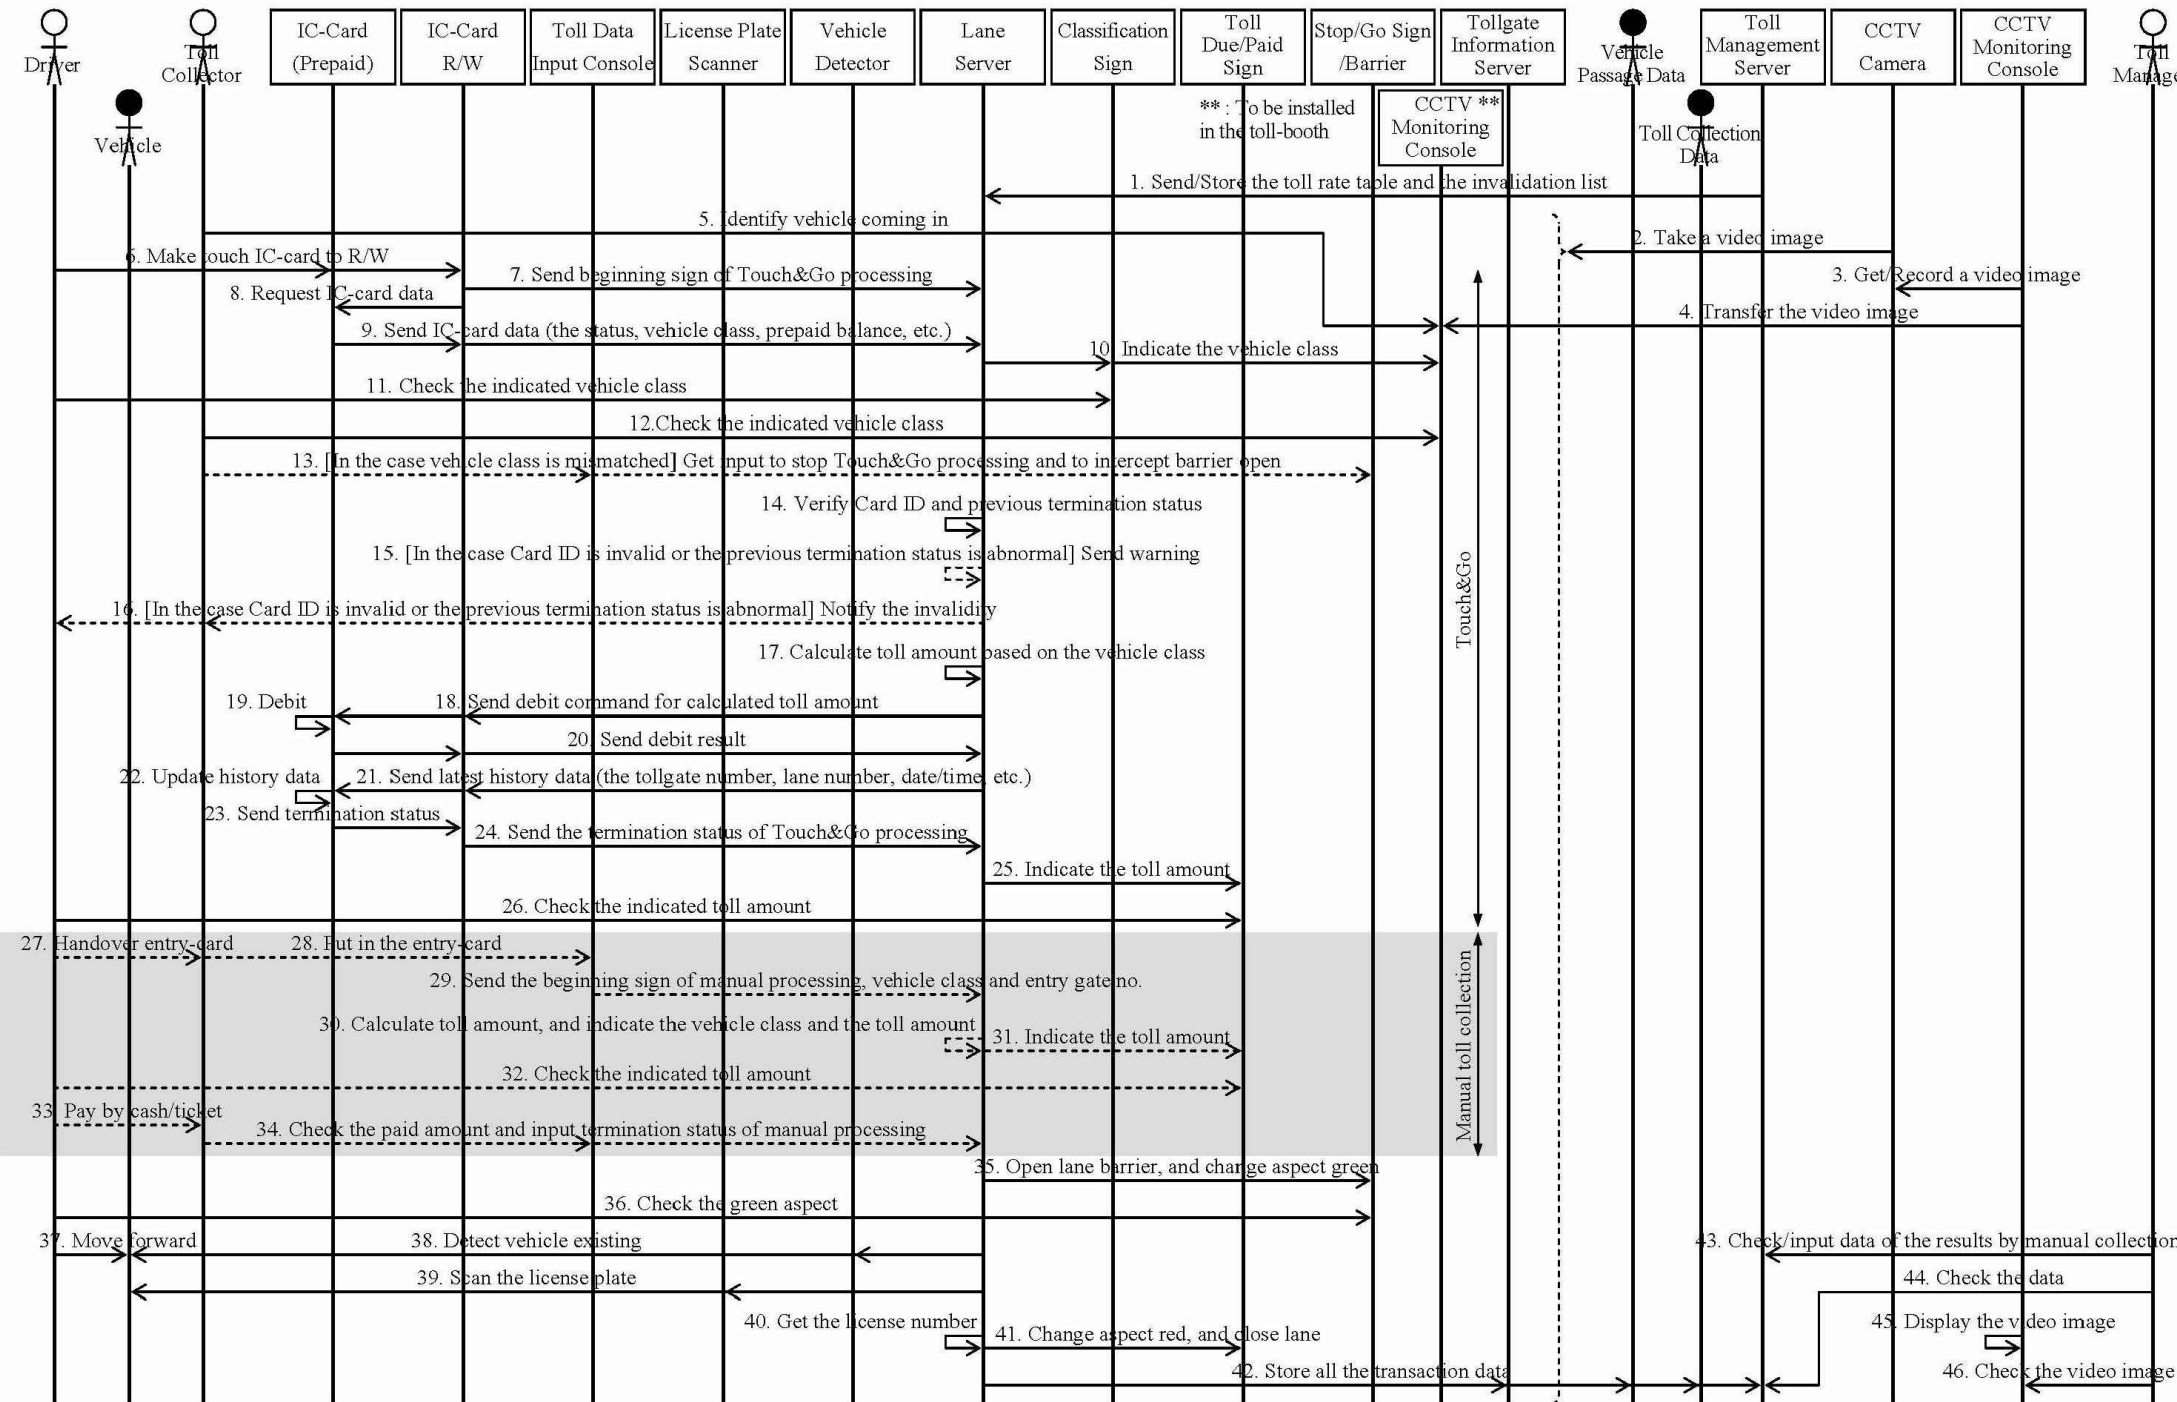 Driver
Toll
Collector
IC-Card
(Prepaid)
IC-Card
R/W
Toll Data
Input Console
License Plate
Scanner
Vehicle
Detector
Lane
Server
Classification
Sign
Toll
Due/Paid
Sign
Stop/Go Sign
/Barrier
Tollgate
Information
Server
Vehicle
Passage Data
Toll
Management
Server
CCTV
Camera
CCTV
Monitoring
Console
Toll
Manage
Vehicle
** : To be installed
in the toll-booth
CCTV **
Monitoring
Console
Toll Collection
Data
1. Send/Store the toll rate table and the invalidation list
5. Identify vehicle coming in
2. Take a video image
6. Make touch IC-card to R/W
7. Send beginning sign of Touch&Go processing
3. Get/Record a video image
8. Request IC-card data
4. Transfer the video image
9. Send IC-card data (the status, vehicle class, prepaid balance, etc.)
10. Indicate the vehicle class
11. Check the indicated vehicle class
12.Check the indicated vehicle class
13. [In the case vehicle class is mismatched] Get input to stop Touch&Go processing and to intercept barrier open
14. Verify Card ID and previous termination status
15. [In the case Card ID is invalid or the previous termination status is abnormal] Send warning
Touch&Go
16. [In the case Card ID is invalid or the previous termination status is abnormal] Notify the invalidity
17. Calculate toll amount based on the vehicle class
19. Debit
18. Send debit command for calculated toll amount
20. Send debit result
22. Update history data
21. Send latest history data (the tollgate number, lane number, date/time, etc.)
23. Send termination status
24. Send the termination status of Touch&Go processing
25. Indicate the toll amount
26. Check the indicated toll amount
27. Handover entry-card
28. Put in the entry-card
29. Send the beginning sign of manual processing, vehicle class and entry gate no.
30. Calculate toll amount, and indicate the vehicle class and the toll amount
31. Indicate the toll amount
Manual toll collection
32. Check the indicated toll amount
33. Pay by cash/ticket
34. Check the paid amount and input termination status of manual processing
35. Open lane barrier, and change aspect green
36. Check the green aspect
37. Move forward
38. Detect vehicle existing
43. Check/input data of the results by manual collection
39. Scan the license plate
44. Check the data
40. Get the license number
41. Change aspect red, and close lane
45. Display the video image
42. Store all the transaction data
46. Check the video image